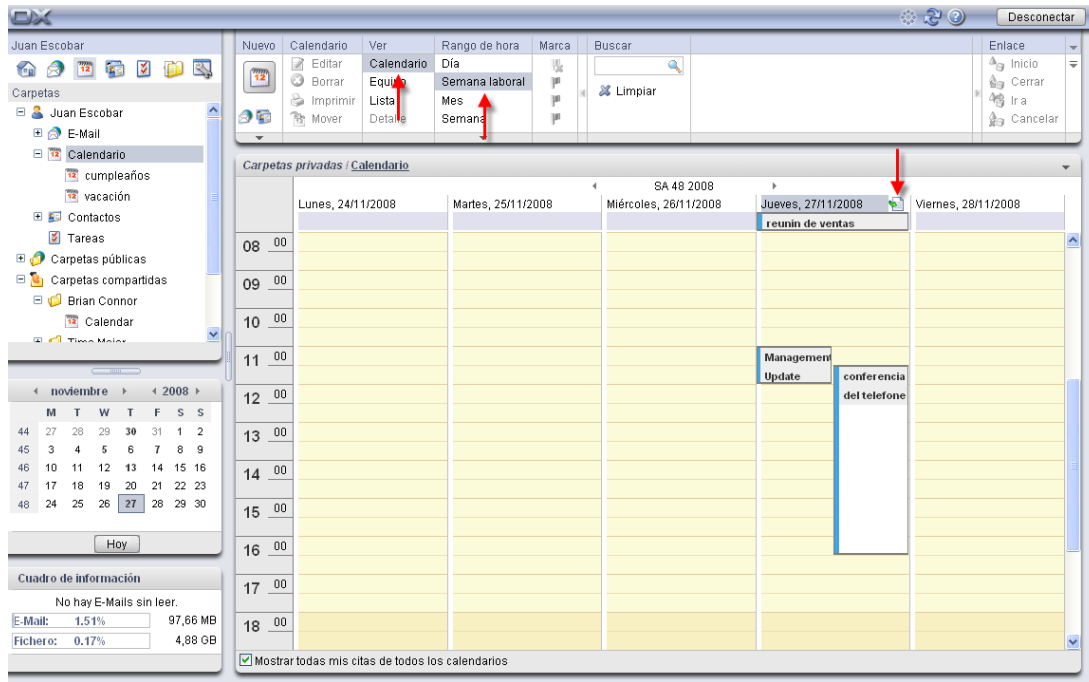 OX
Desconectar
Juan Escobar
Carpetas
Juan Escobar
E-Mail
Calendario
cumpleaños
vacación
Contactos
Tareas
Carpetas públicas
Carpetas compartidas
Brian Connor
Calendar
noviembre 2008
M T W T F S S
44 27 28 29 30 31 1 2
45 3 4 5 6 7 8 9
46 10 11 12 13 14 15 16
47 17 18 19 20 21 22 23
48 24 25 26 27 28 29 30
Hoy
Cuadro de información
No hay E-Mails sin leer.
E-Mail: 1.51% 97,66 MB
Fichero: 0.17% 4,88 GB
Nuevo Calendario Ver Rango de hora Marca Buscar Enlace
Editar Calendario Día Inicio
Borrar Equipo Semana laboral Limpiar Cerrar
Imprimir Lista Mes Ir a
Mover Detalle Semana Cancelar
Carpetas privadas / Calendario
SA 48 2008
Lunes, 24/11/2008 Martes, 25/11/2008 Miércoles, 26/11/2008 Jueves, 27/11/2008 Viernes, 28/11/2008
reunin de ventas
08 00
09 00
10 00
11 00
Management
Update
conferencia
del telefone
12 00
13 00
14 00
15 00
16 00
17 00
18 00
Mostrar todas mis citas de todos los calendarios